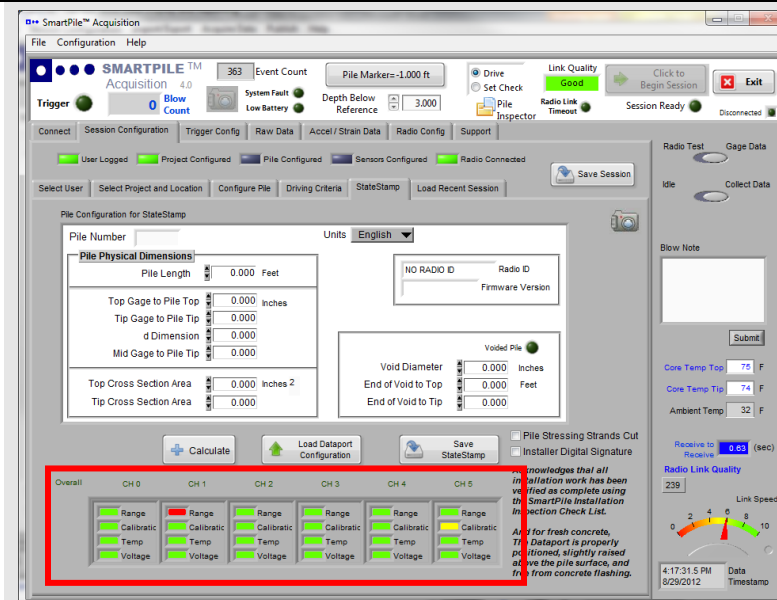 SmartPile™ Acquisition
File Configuration Help
SMARTPILE TM
Acquisition 4.0
363 Event Count
Pile Marker=-1.000 ft
Drive
Set Check
Link Quality
Good
Click to
Begin Session
Exit
Trigger
0 Blow
Count
System Fault
Low Battery
Depth Below
Reference
3.000
Pile
Inspector
Radio Link
Timeout
Session Ready
Disconnected
Connect Session Configuration Trigger Config Raw Data Accel / Strain Data Radio Config Support
User Logged Project Configured Pile Configured Sensors Configured Radio Connected
Save Session
Select User Select Project and Location Configure Pile Driving Criteria StateStamp Load Recent Session
Pile Configuration for StateStamp
Pile Number
Units English
Pile Physical Dimensions
Pile Length 0.000 Feet
Top Gage to Pile Top 0.000 Inches
Tip Gage to Pile Tip 0.000
d Dimension 0.000
Mid Gage to Pile Tip 0.000
Top Cross Section Area 0.000 Inches 2
Tip Cross Section Area 0.000
NO RADIO ID Radio ID
Firmware Version
Voided Pile
Void Diameter 0.000 Inches
End of Void to Top 0.000 Feet
End of Void to Tip 0.000
Calculate
Load Dataport
Configuration
Save
StateStamp
Pile Stressing Strands Cut
Installer Digital Signature
Acknowledges that all
installation work has been
verified as complete using
the SmartPile Installation
Inspection Check List.
And for fresh concrete,
The Dataport is properly
positioned, slightly raised
above the pile surface, and
free from concrete flashing.
Overall CH 0 CH 1 CH 2 CH 3 CH 4 CH 5
Range Range Range Range Range Range
Calibratic Calibratic Calibratic Calibratic Calibratic Calibratic
Temp Temp Temp Temp Temp Temp
Voltage Voltage Voltage Voltage Voltage Voltage
Radio Test Gage Data
Idle Collect Data
Blow Note
Submit
Core Temp Top 75 F
Core Temp Tip 74 F
Ambient Temp 32 F
Receive to
Receive
0.63 (sec)
Radio Link Quality
239
Link Speed
0 2 4 6 8 10
4:17:31.5 PM
8/29/2012
Data
Timestamp